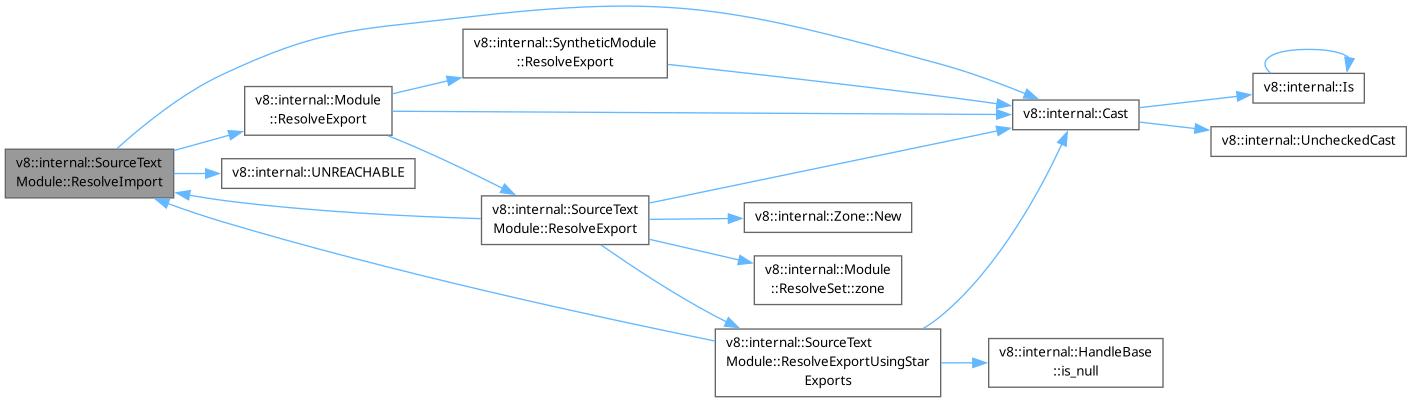 v8::internal::SourceText
Module::ResolveImport
v8::internal::Module
::ResolveExport
v8::internal::UNREACHABLE
v8::internal::SyntheticModule
::ResolveExport
v8::internal::SourceText
Module::ResolveExport
v8::internal::Zone::New
v8::internal::Module
::ResolveSet::zone
v8::internal::SourceText
Module::ResolveExportUsingStar
Exports
v8::internal::Cast
v8::internal::HandleBase
::is_null
v8::internal::Is
v8::internal::UncheckedCast